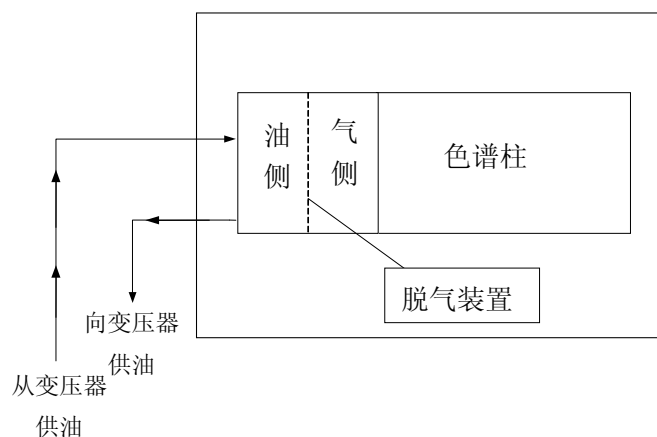 油侧
气侧
色谱柱
脱气装置
向变压器
供油
从变压器
供油